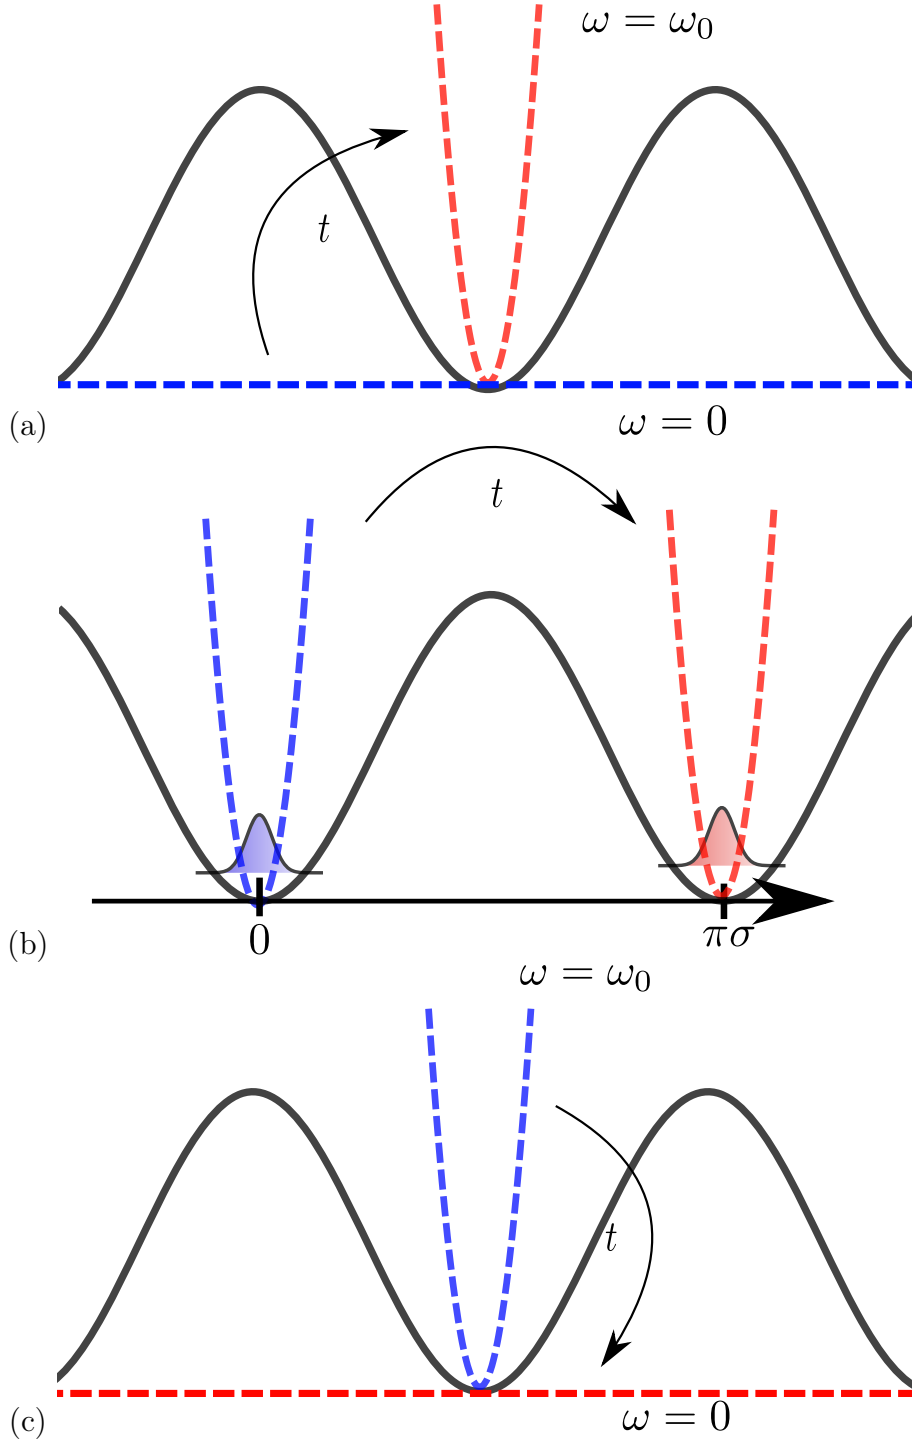 ω = ω₀
t
ω = 0
(a)
t
0
πσ
(b)
ω = ω₀
t
ω = 0
(c)